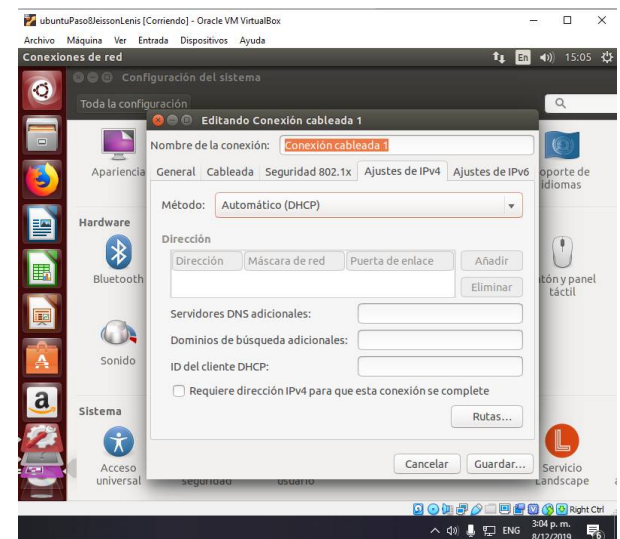 ubuntuPaso8JeissonLenis [Corriendo] - Oracle VM VirtualBox
Archivo Máquina Ver Entrada Dispositivos Ayuda
Conexiones de red En 15:05
Configuración del sistema
Toda la configuración
Editando Conexión cableada 1
Nombre de la conexión: Conexión cableada 1
General Cableada Seguridad 802.1x Ajustes de IPv4 Ajustes de IPv6
Apariencia
oporte de
idiomas
Método: Automático (DHCP)
Hardware
Dirección
Dirección Máscara de red Puerta de enlace Añadir
Eliminar
Bluetooth
tón y panel
táctil
Servidores DNS adicionales:
Dominios de búsqueda adicionales:
ID del cliente DHCP:
Sonido
Requiere dirección IPv4 para que esta conexión se complete
Rutas...
Sistema
Cancelar Guardar...
Acceso
universal
seguridad
usuario
Servicio
Landscape
Right Ctrl
ENG
3:04 p. m.
8/12/2019
6